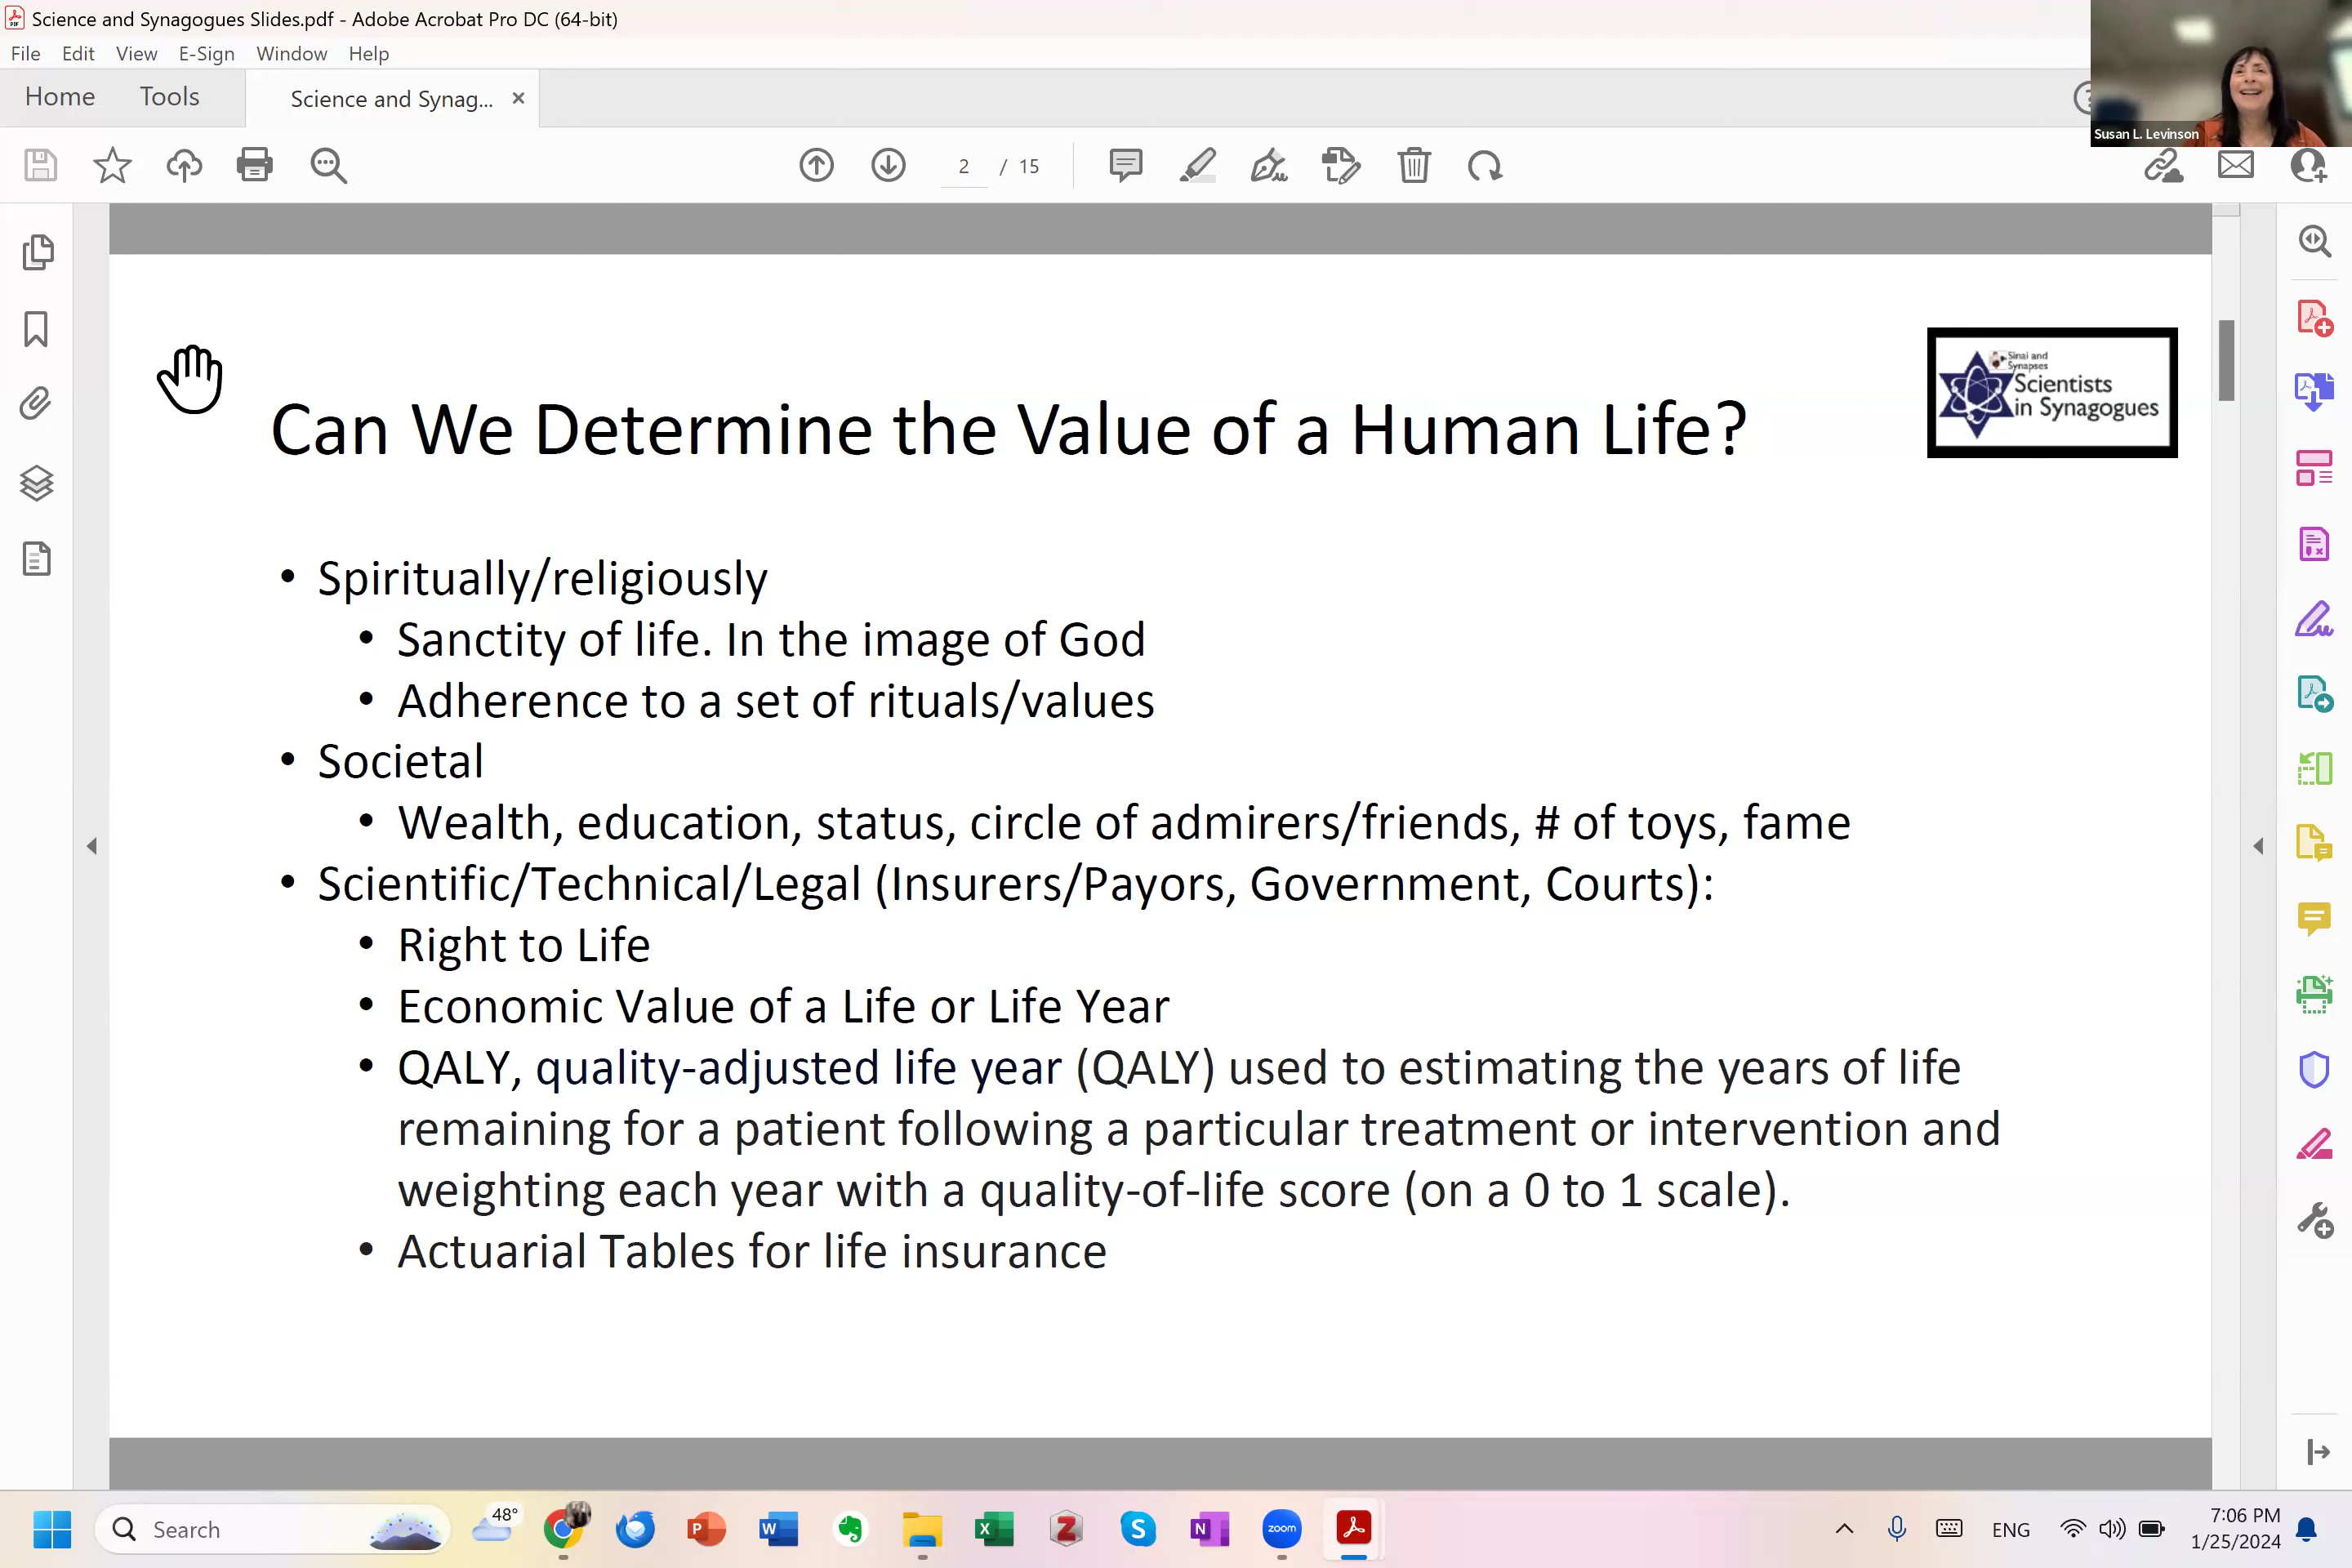 Science and Synagogues Slides.pdf - Adobe Acrobat Pro DC (64-bit)
File Edit View E-Sign Window Help
Home Tools Science and Synag... ×
Susan L. Levinson
2 / 15
Can We Determine the Value of a Human Life?
Sinai and
Synapses
Scientists
in Synagogues
• Spiritually/religiously
• Sanctity of life. In the image of God
• Adherence to a set of rituals/values
• Societal
• Wealth, education, status, circle of admirers/friends, # of toys, fame
• Scientific/Technical/Legal (Insurers/Payors, Government, Courts):
• Right to Life
• Economic Value of a Life or Life Year
• QALY, quality-adjusted life year (QALY) used to estimating the years of life
remaining for a patient following a particular treatment or intervention and
weighting each year with a quality-of-life score (on a 0 to 1 scale).
• Actuarial Tables for life insurance
Search
48°
zoom
ENG
7:06 PM
1/25/2024